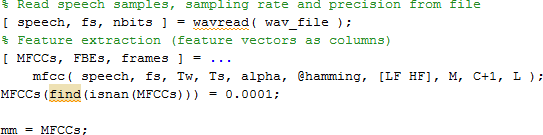 % Read speech samples, sampling rate and precision from file
[ speech, fs, nbits ] = wavread( wav_file );
% Feature extraction (feature vectors as columns)
[ MFCCs, FBEs, frames ] = ...
mfcc( speech, fs, Tw, Ts, alpha, @hamming, [LF HF], M, C+1, L );
MFCCs(find(isnan(MFCCs))) = 0.0001;
mm = MFCCs;